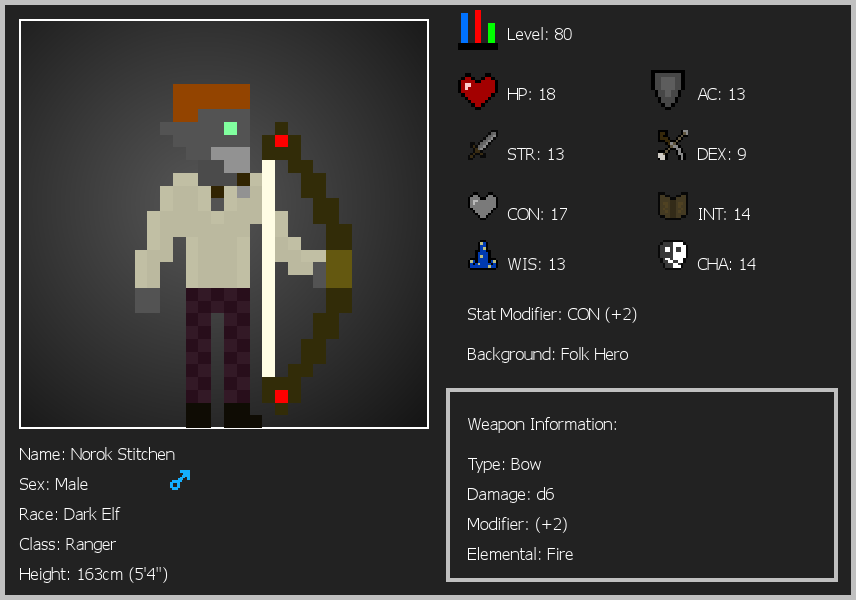 Level: 80
HP: 18
AC: 13
STR: 13
DEX: 9
CON: 17
INT: 14
WIS: 13
CHA: 14
Stat Modifier: CON (+2)
Background: Folk Hero
Weapon Information:
Type: Bow
Damage: d6
Modifier: (+2)
Elemental: Fire
Name: Norok Stitchen
Sex: Male
Race: Dark Elf
Class: Ranger
Height: 163cm (5'4")